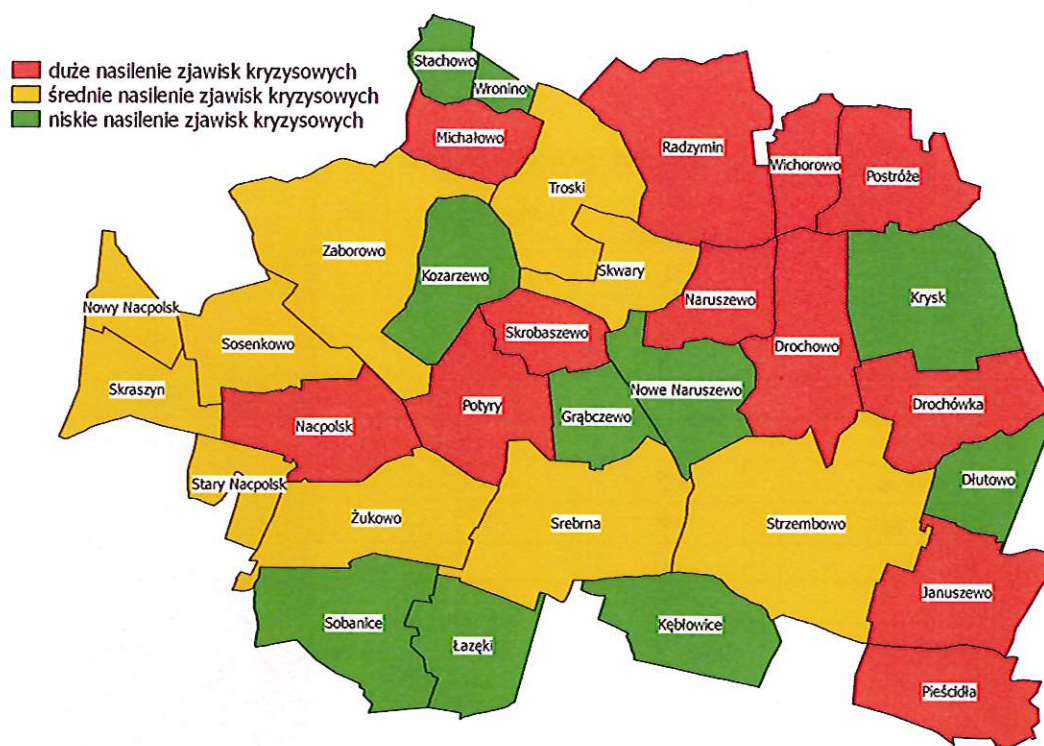 duże nasilenie zjawisk kryzysowych
średnie nasilenie zjawisk kryzysowych
niskie nasilenie zjawisk kryzysowych
Stachowo
Wronino
Michałowo
Radzymin
Wichorowo
Postróże
Troski
Zaborowo
Kozarzewo
Skwary
Naruszewo
Krysk
Nowy Nacpolsk
Sosenkowo
Skrobaszewo
Drochowo
Skraszyn
Nacpolsk
Potyry
Grąbczewo
Nowe Naruszewo
Drochówka
Stary Nacpolsk
Żukowo
Srebrna
Strzembowo
Dłutowo
Januszewo
Sobanice
Łazęki
Kębłowice
Pieścidła